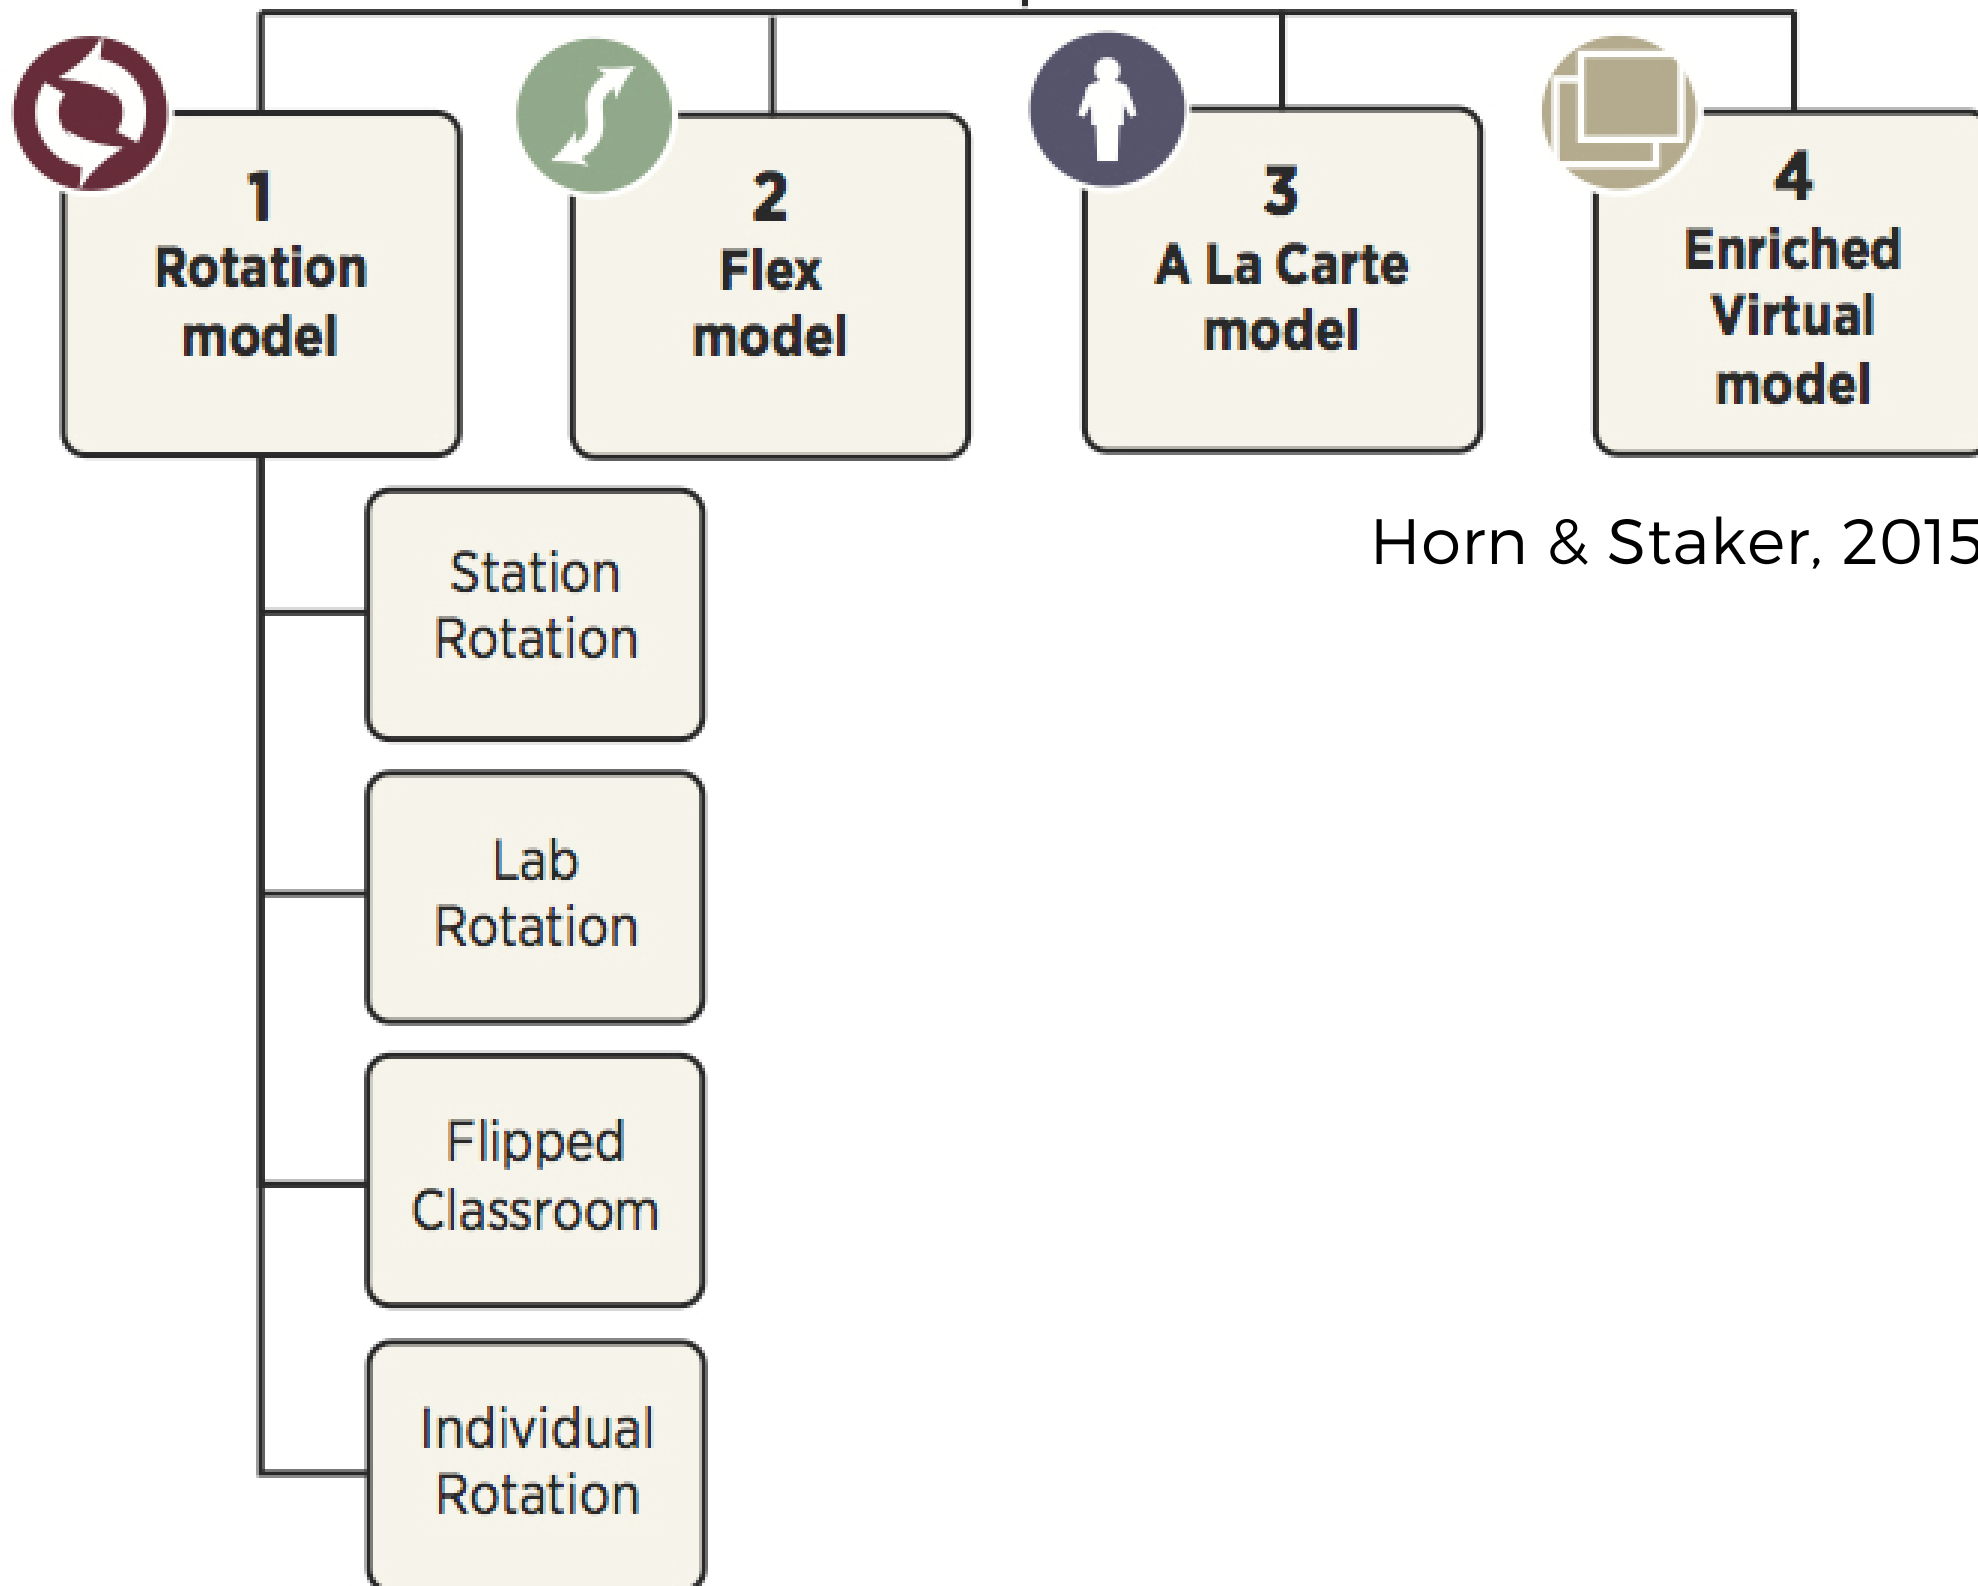 1
Rotation
model
2
Flex
model
3
A La Carte
model
4
Enriched
Virtual
model
Horn & Staker, 2015
Station
Rotation
Lab
Rotation
Flipped
Classroom
Individual
Rotation